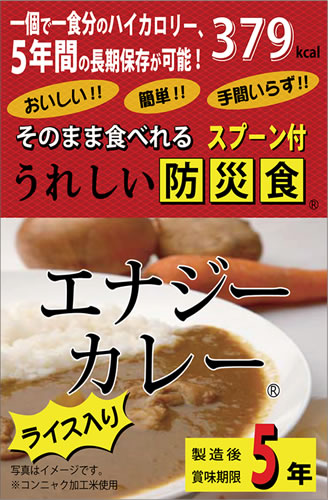 一個で一食分のハイカロリー、
5年間の長期保存が可能！
379kcal
おいしい!!
簡単!!
手間いらず!!
そのまま食べれる スプーン付
うれしい防災食®
エナジー
カレー®
ライス入り
写真はイメージです。
※コンニャク加工米使用
製造後
賞味期限
5年